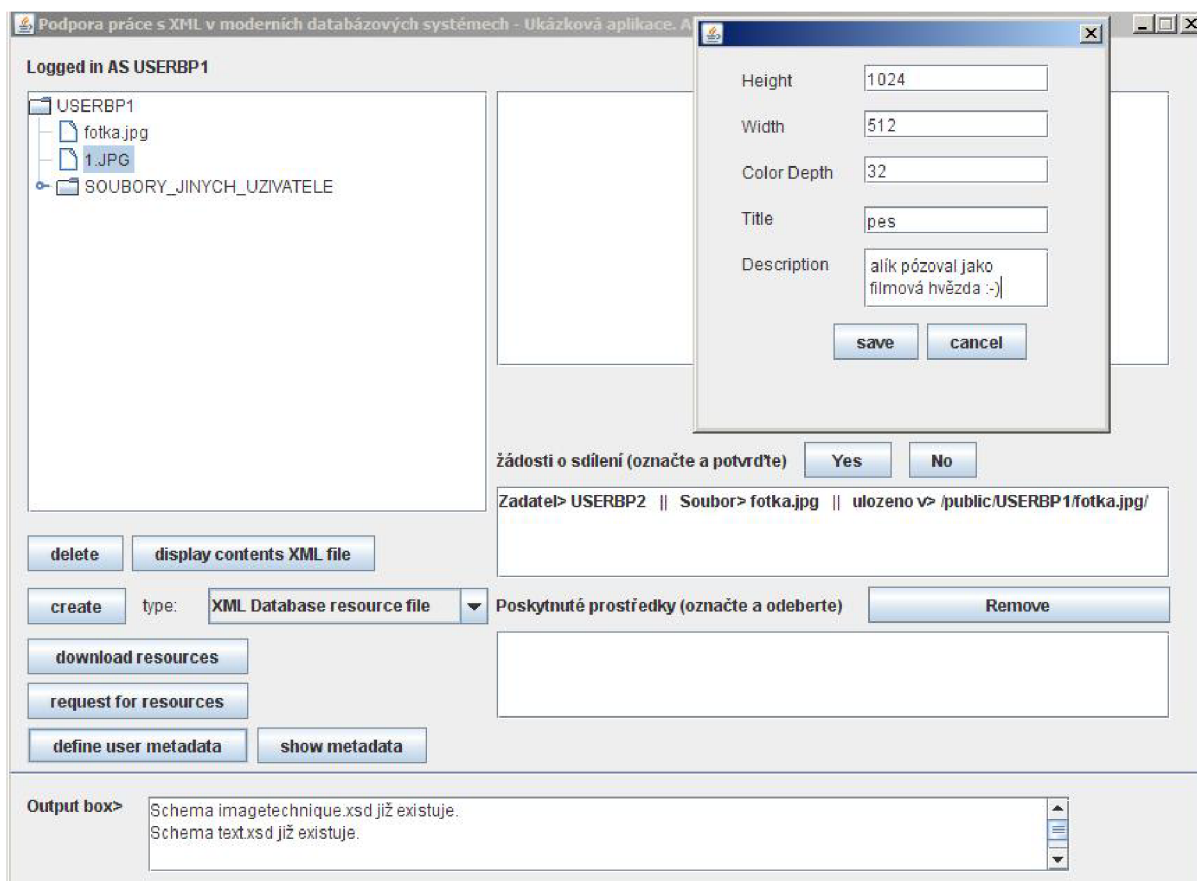 Podpora práce s XML v moderních databázových systémech - Ukázková aplikace. A
Logged in AS USERBP1
USERBP1
fotka.jpg
1.JPG
SOUBORY_JINYCH_UZIVATELE
Height 1024
Width 512
Color Depth 32
Title pes
Description alík pózoval jako
filmová hvězda :-)
save cancel
žádosti o sdílení (označte a potvrďte) Yes No
Zadatel> USERBP2 || Soubor> fotka.jpg || ulozeno v> /public/USERBP1/fotka.jpg/
delete display contents XML file
create type: XML Database resource file Poskytnuté prostředky (označte a odeberte) Remove
download resources
request for resources
define user metadata show metadata
Output box> Schema imagetechnique.xsd již existuje.
Schema text.xsd již existuje.